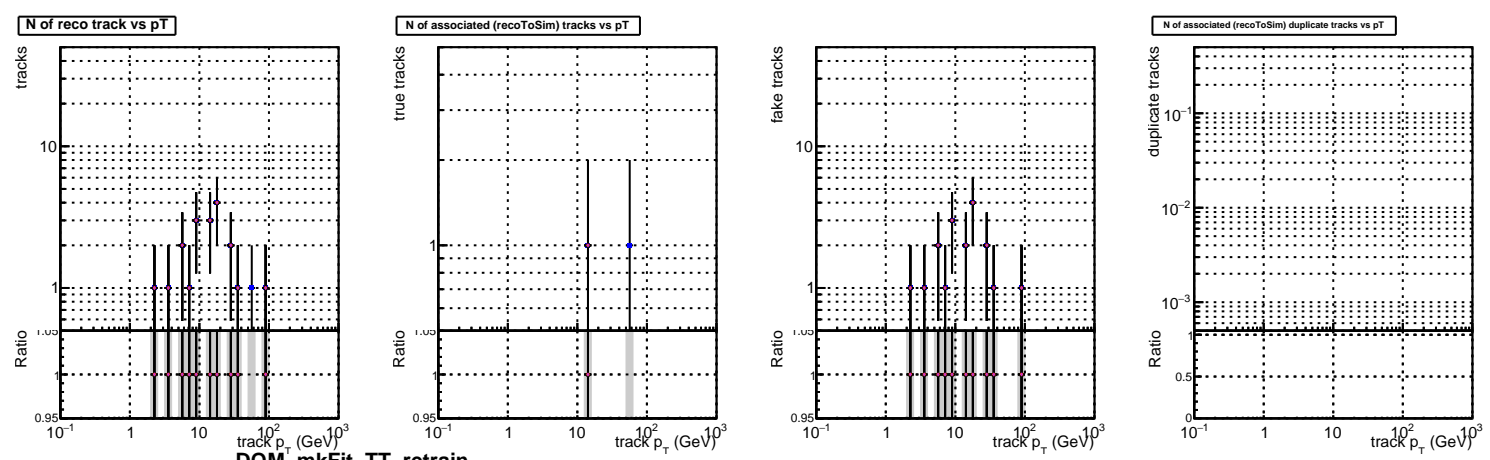 N of reco track vs pT
tracks
10
1
1.05
Ratio
1
0.95
10⁻¹ 1 10 10² 10³
track p_T (GeV)
N of associated (recoToSim) tracks vs pT
true tracks
1
1.05
Ratio
1
0.95
10⁻¹ 1 10 10² 10³
track p_T (GeV)
fake tracks
10
1
1.05
Ratio
1
0.95
10⁻¹ 1 10 10² 10³
track p_T (GeV)
N of associated (recoToSim) duplicate tracks vs pT
duplicate tracks
10⁻¹
10⁻²
10⁻³
Ratio
1
0.5
0
10⁻¹ 1 10 10² 10³
track p_T (GeV)
DQM mkFit TT retrain